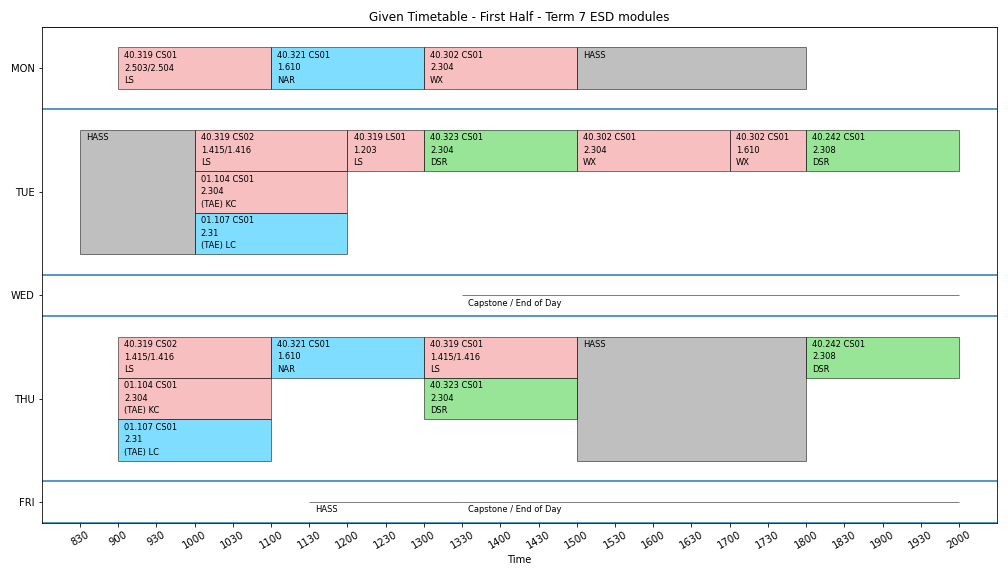 Given Timetable - First Half - Term 7 ESD modules
MON
40.319 CS01
2.503/2.504
LS
40.321 CS01
1.610
NAR
40.302 CS01
2.304
WX
HASS
TUE
HASS
40.319 CS02
1.415/1.416
LS
40.319 LS01
1.203
LS
40.323 CS01
2.304
DSR
40.302 CS01
2.304
WX
40.302 CS01
1.610
WX
40.242 CS01
2.308
DSR
01.104 CS01
2.304
(TAE) KC
01.107 CS01
2.31
(TAE) LC
WED
Capstone / End of Day
THU
40.319 CS02
1.415/1.416
LS
40.321 CS01
1.610
NAR
40.319 CS01
1.415/1.416
LS
HASS
40.242 CS01
2.308
DSR
01.104 CS01
2.304
(TAE) KC
40.323 CS01
2.304
DSR
01.107 CS01
2.31
(TAE) LC
FRI
HASS
Capstone / End of Day
830 900 930 1000 1030 1100 1130 1200 1230 1300 1330 1400 1430 1500 1600 1630 1700 1730 1800 1830 1900 1930 2000
Time